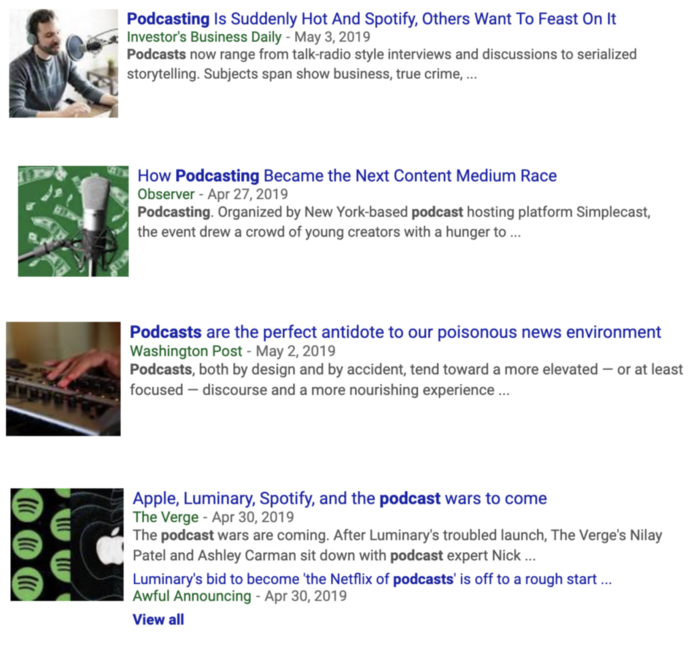 Podcasting Is Suddenly Hot And Spotify, Others Want To Feast On It
Investor's Business Daily - May 3, 2019
Podcasts now range from talk-radio style interviews and discussions to serialized
storytelling. Subjects span show business, true crime, ...
How Podcasting Became the Next Content Medium Race
Observer - Apr 27, 2019
Podcasting. Organized by New York-based podcast hosting platform Simplecast,
the event drew a crowd of young creators with a hunger to ...
Podcasts are the perfect antidote to our poisonous news environment
Washington Post - May 2, 2019
Podcasts, both by design and by accident, tend toward a more elevated — or at least
focused — discourse and a more nourishing experience ...
Apple, Luminary, Spotify, and the podcast wars to come
The Verge - Apr 30, 2019
The podcast wars are coming. After Luminary's troubled launch, The Verge's Nilay
Patel and Ashley Carman sit down with podcast expert Nick ...
Luminary's bid to become 'the Netflix of podcasts' is off to a rough start ...
Awful Announcing - Apr 30, 2019
View all